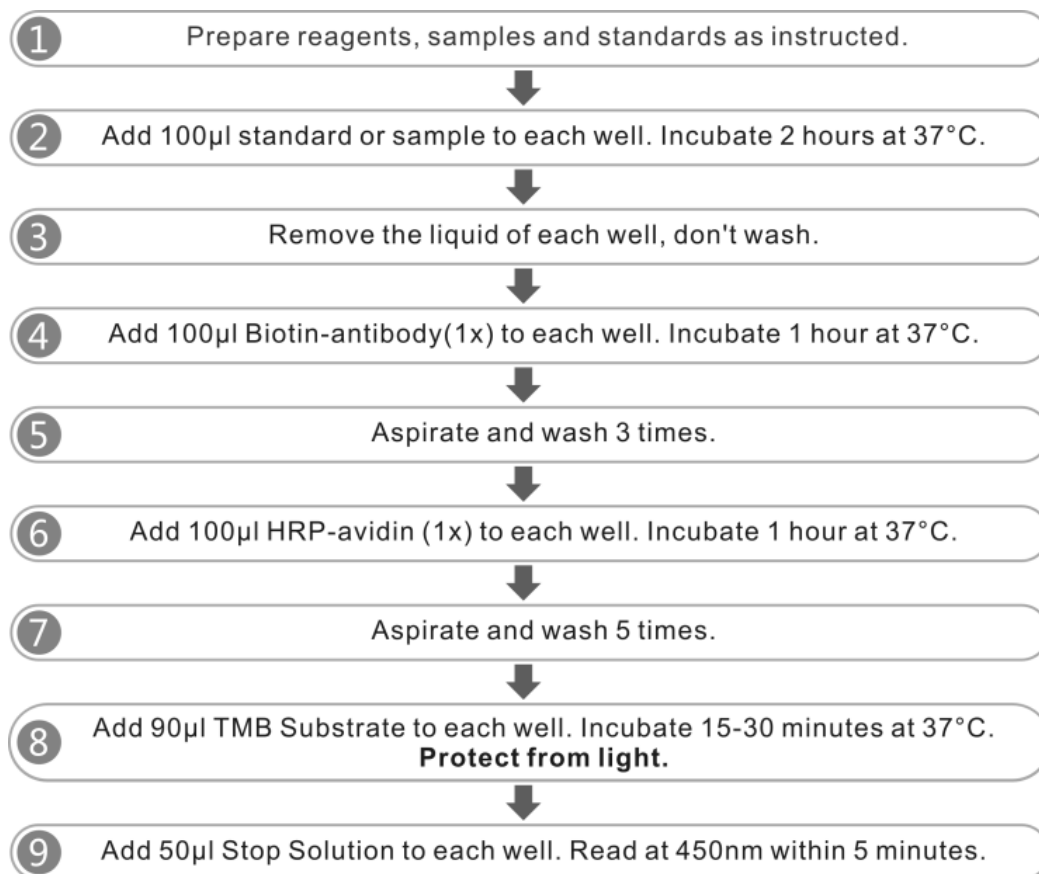 1 Prepare reagents, samples and standards as instructed.
2 Add 100µl standard or sample to each well. Incubate 2 hours at 37°C.
3 Remove the liquid of each well, don't wash.
4 Add 100µl Biotin-antibody(1x) to each well. Incubate 1 hour at 37°C.
5 Aspirate and wash 3 times.
6 Add 100µl HRP-avidin (1x) to each well. Incubate 1 hour at 37°C.
7 Aspirate and wash 5 times.
8 Add 90µl TMB Substrate to each well. Incubate 15-30 minutes at 37°C.
Protect from light.
9 Add 50µl Stop Solution to each well. Read at 450nm within 5 minutes.